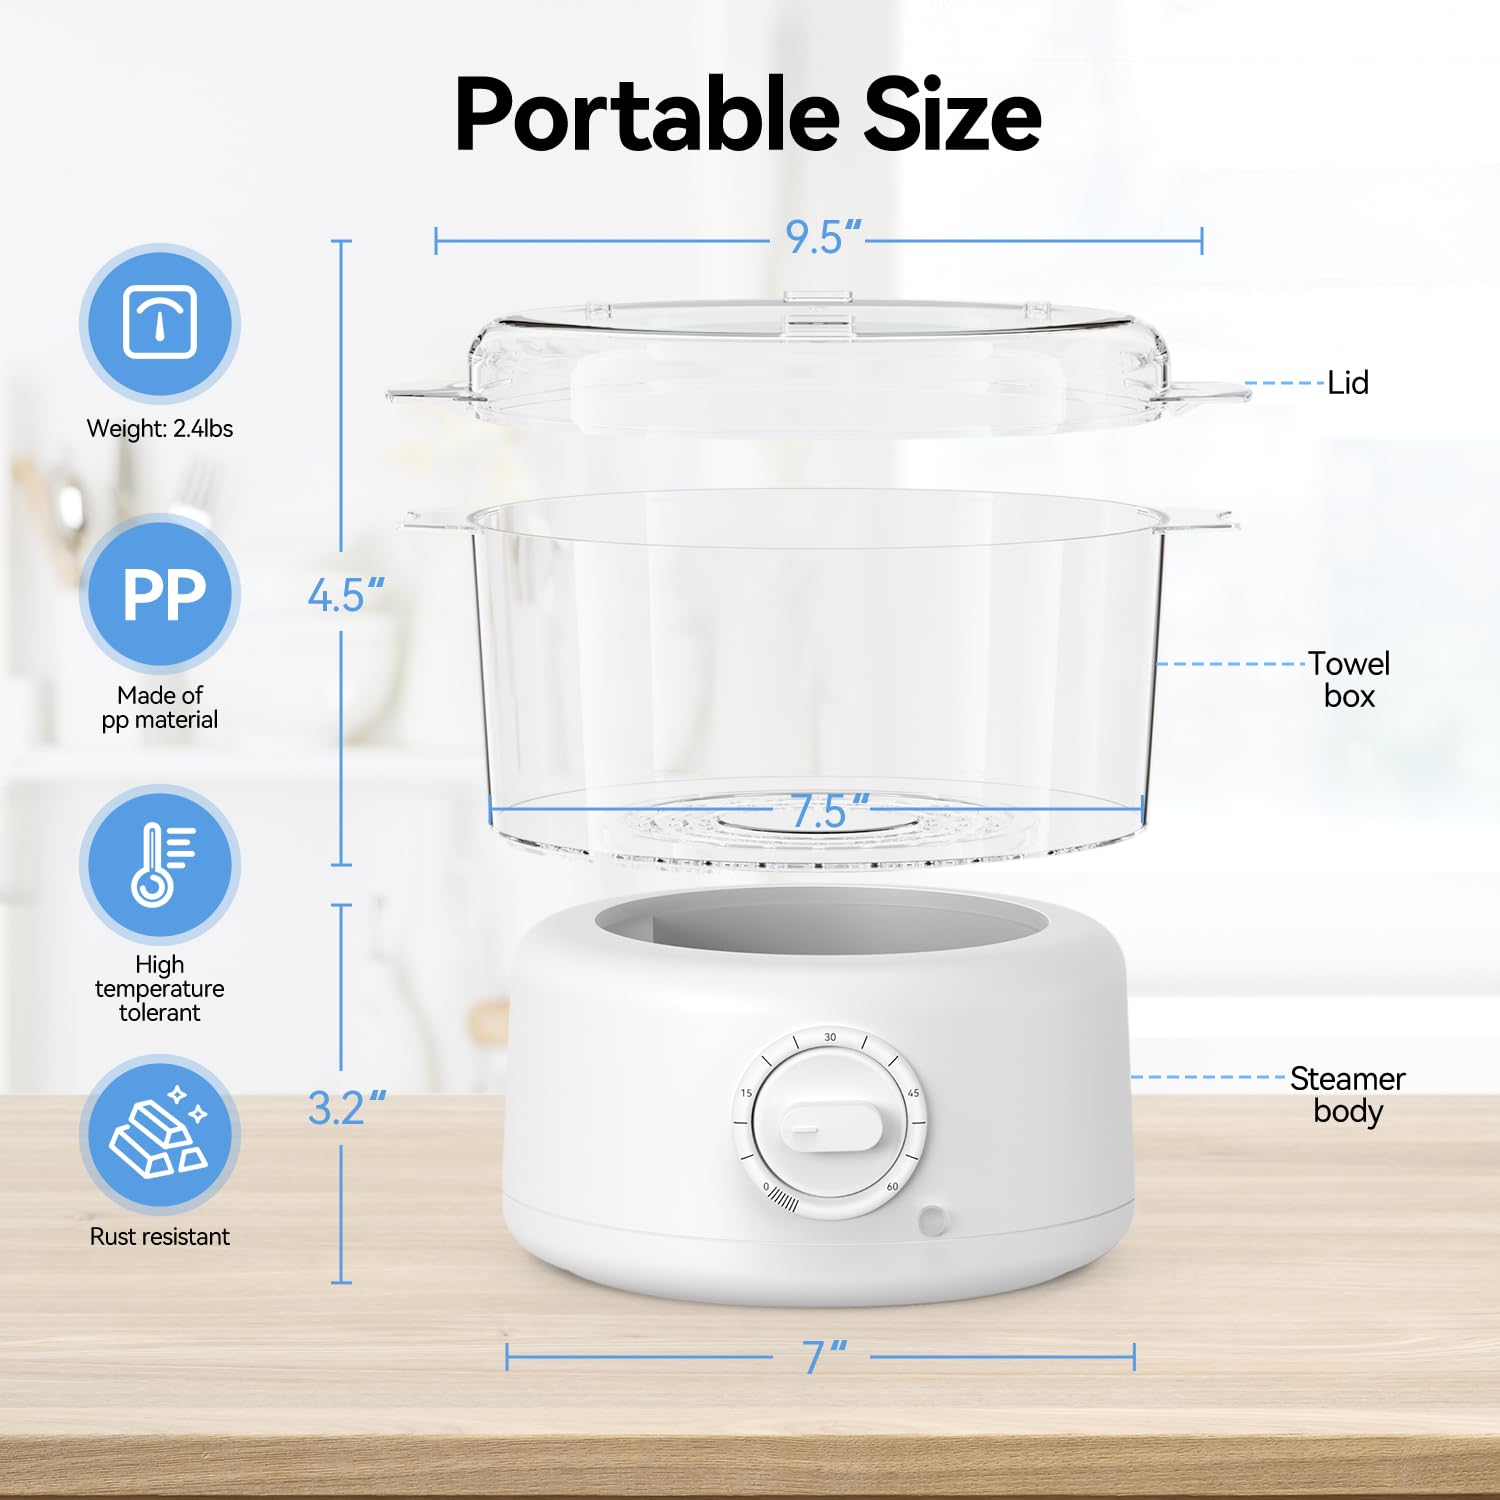 Portable Size
9.5"
Weight: 2.4lbs
Lid
PP
Made of
pp material
4.5"
Towel
box
7.5"
High
temperature
tolerant
30
15
45
0
60
3.2"
Steamer
body
Rust resistant
7"